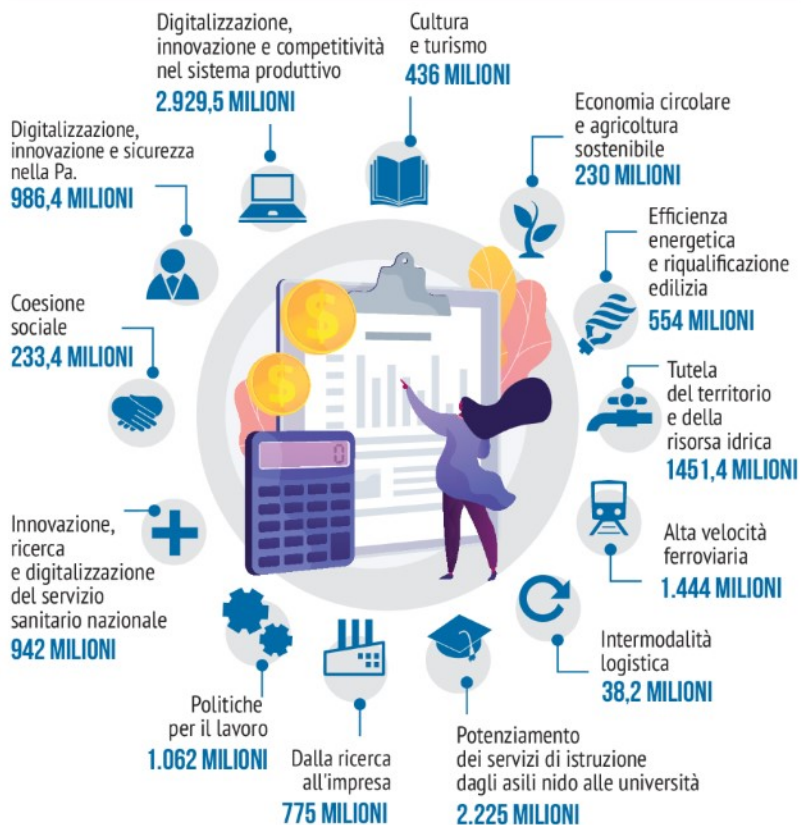 Digitalizzazione,
innovazione e competitività
nel sistema produttivo
2.929,5 MILIONI
Cultura
e turismo
436 MILIONI
Economia circolare
e agricoltura
sostenibile
230 MILIONI
Digitalizzazione,
innovazione e sicurezza
nella Pa.
986,4 MILIONI
Efficienza
energetica
e riqualificazione
edilizia
554 MILIONI
Coesione
sociale
233,4 MILIONI
Tutela
del territorio
e della
risorsa idrica
1451,4 MILIONI
Innovazione,
ricerca
e digitalizzazione
del servizio
sanitario nazionale
942 MILIONI
Alta velocità
ferroviaria
1.444 MILIONI
Intermodalità
logistica
38,2 MILIONI
Politiche
per il lavoro
1.062 MILIONI
Dalla ricerca
all'impresa
775 MILIONI
Potenziamento
dei servizi di istruzione
dagli asili nido alle università
2.225 MILIONI
$
$
0